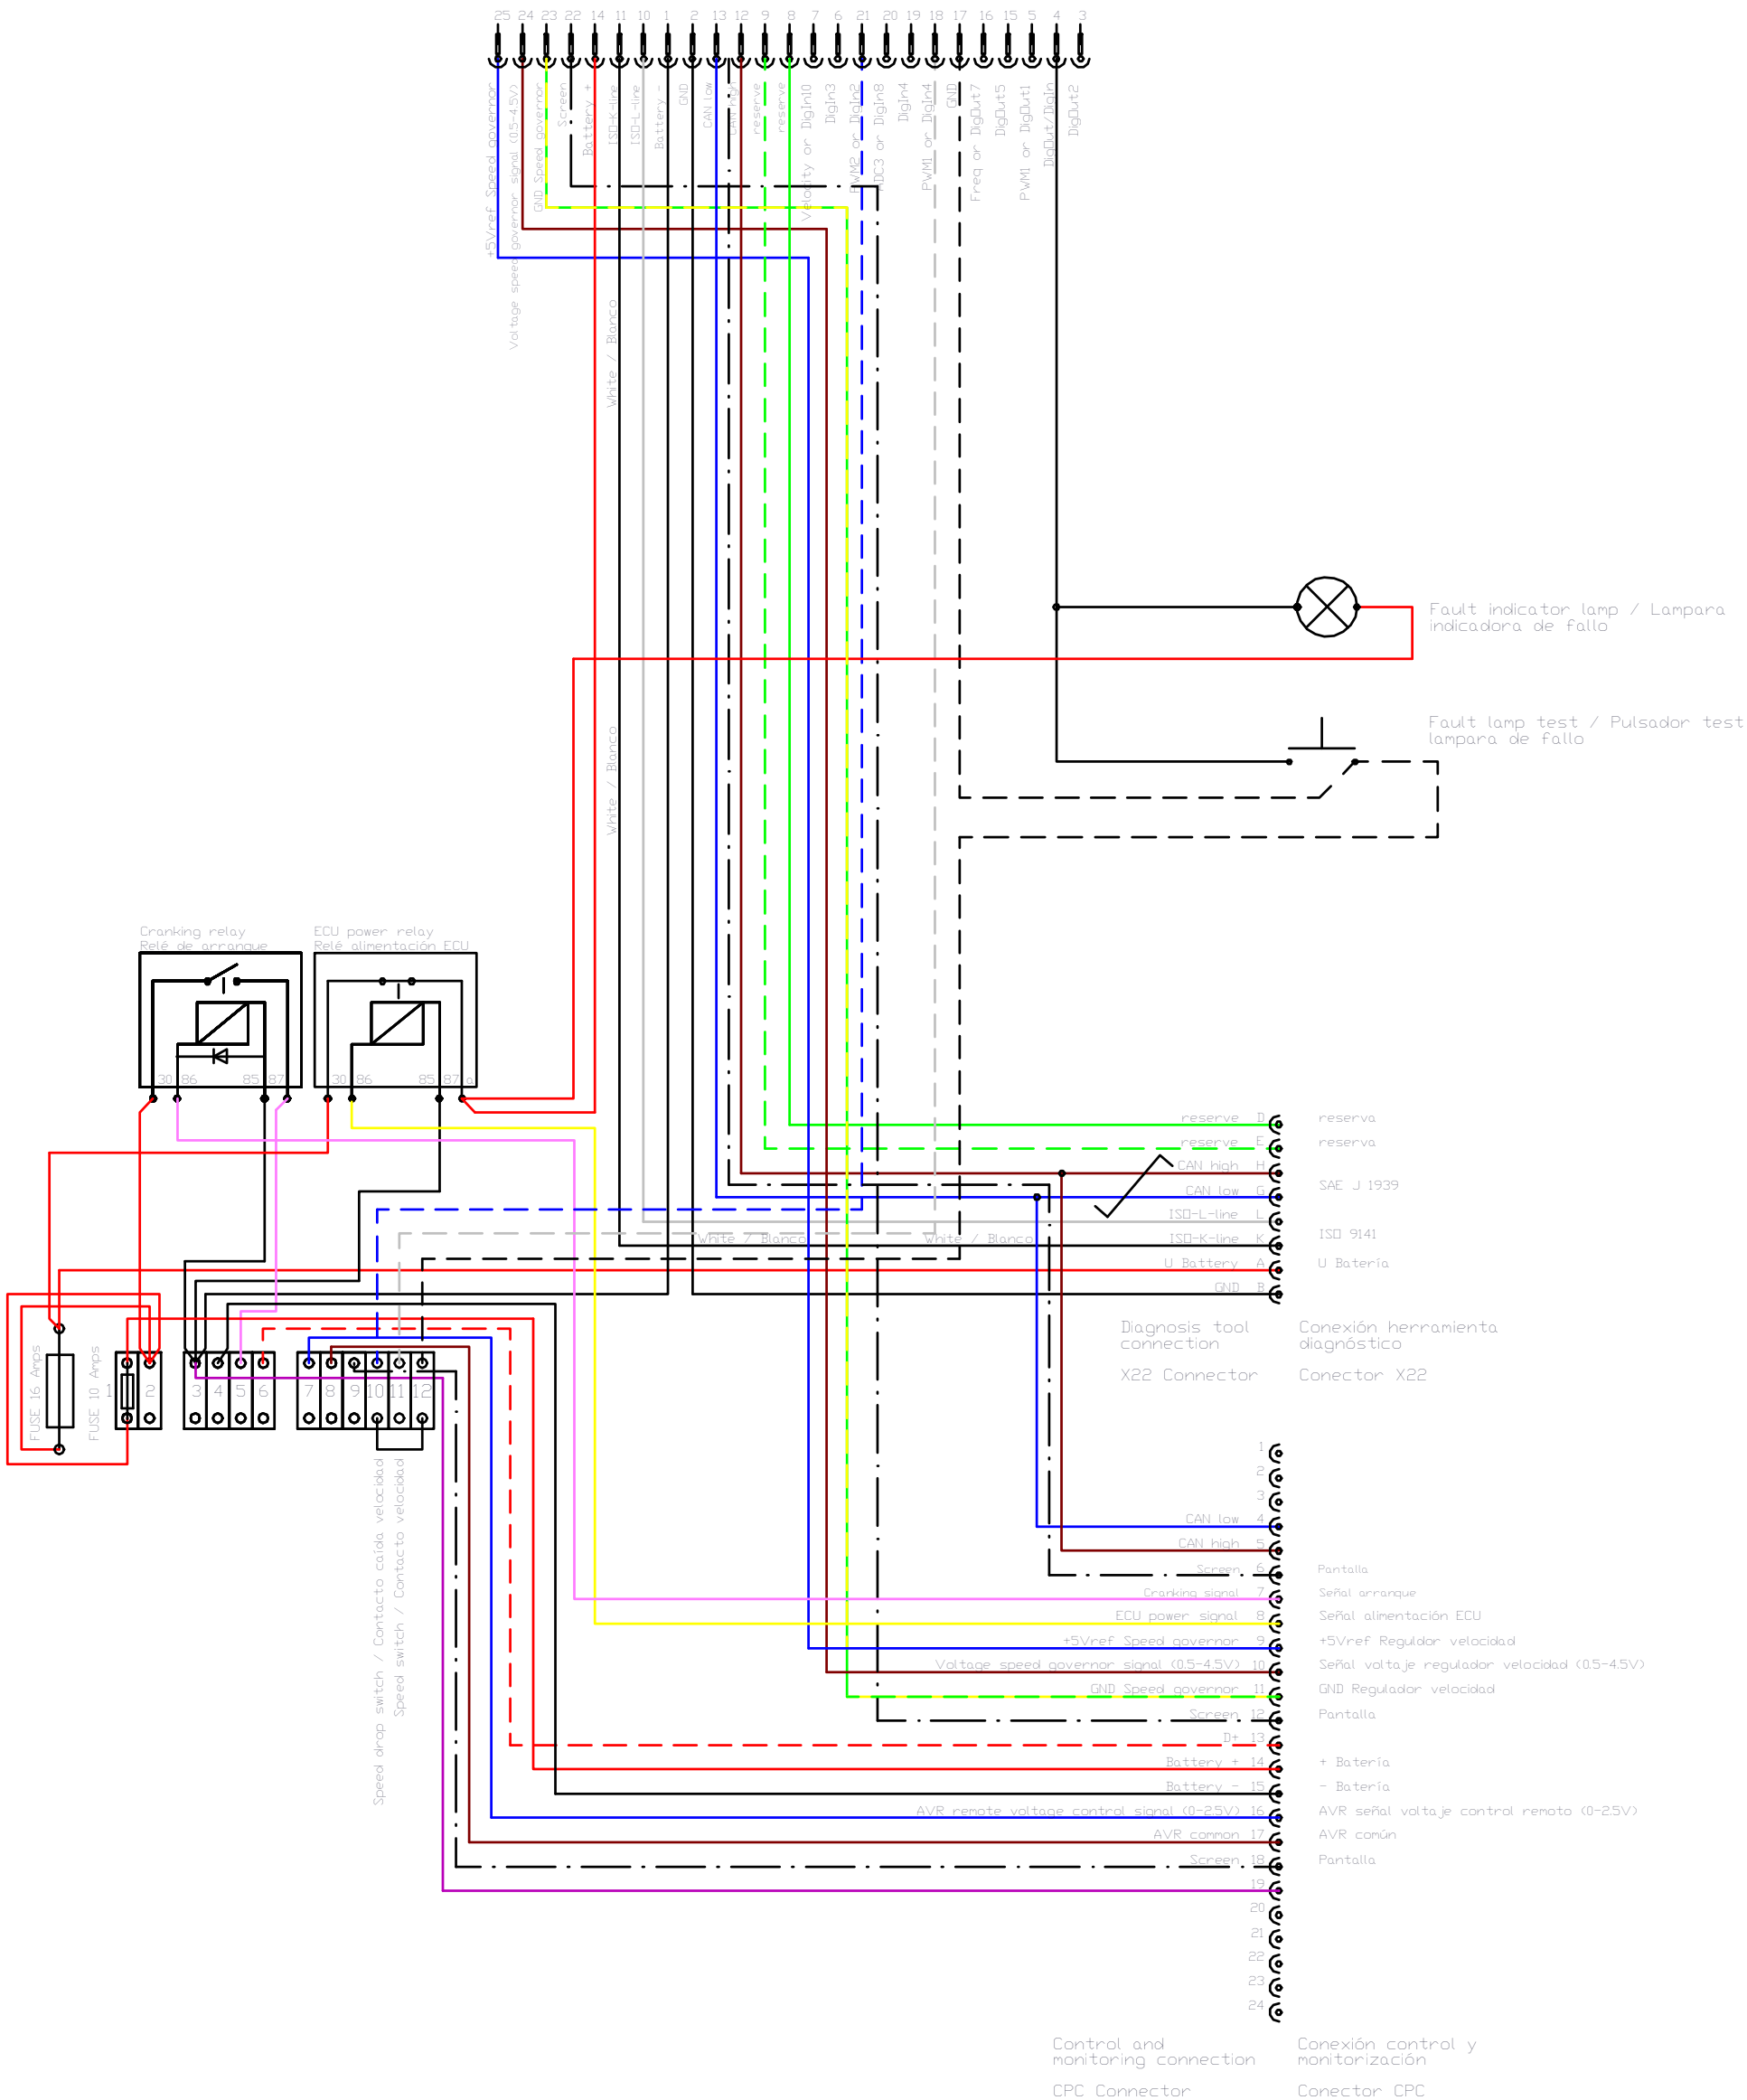 25 24 23 22 14 11 10 1 2 13 12 9 8 7 6 21 20 19 18 17 16 15 5 4 3
+5Vref Speed governor
Voltage speed governor signal (0.5-4.5V)
GND Speed governor
Screen
Battery +
ISO-K-line
ISO-L-line
Battery -
GND
CAN low
CAN high
reserve
reserve
Velocity or DigIn10
DigIn3
PWM2 or DigIn2
ADC3 or DigIn8
DigIn4
PWM1 or DigIn4
GND
Freq or DigOut7
DigOut5
PWM1 or DigOut1
DigOut/DigIn
DigOut2
White / Blanco
Fault indicator lamp / Lampara
indicadora de fallo
White / Blanco
Fault lamp test / Pulsador test
lampara de fallo
Cranking relay
Relé de arranque
ECU power relay
Relé alimentación ECU
30 86 85 87
30 86 85 87 a
reserve D reserva
reserve E reserva
CAN high H
SAE J 1939
CAN low G
ISO-L-line L
White / Blanco
White / Blanco
ISO 9141
ISO-K-line K
U Battery A U Batería
GND B
Diagnosis tool
connection
X22 Connector
Conexión herramienta
diagnóstico
Conector X22
FUSE 16 Amps
FUSE 10 Amps
1 2 3 4 5 6 7 8 9 10 11 12
Speed drop switch / Contacto caída velocidad
Speed switch / Contacto velocidad
1
2
3
CAN low 4
CAN high 5
Screen 6 Pantalla
Cranking signal 7 Señal arranque
ECU power signal 8 Señal alimentación ECU
+5Vref Speed governor 9 +5Vref Reguldor velocidad
Voltage speed governor signal (0.5-4.5V) 10 Señal voltaje regulador velocidad (0.5-4.5V)
GND Speed governor 11 GND Regulador velocidad
Screen 12 Pantalla
D+ 13
Battery + 14 + Batería
Battery - 15 - Batería
AVR remote voltage control signal (0-2.5V) 16 AVR señal voltaje control remoto (0-2.5V)
AVR common 17 AVR común
Screen 18 Pantalla
19
20
21
22
23
24
Control and
monitoring connection
CPC Connector
Conexión control y
monitorización
Conector CPC